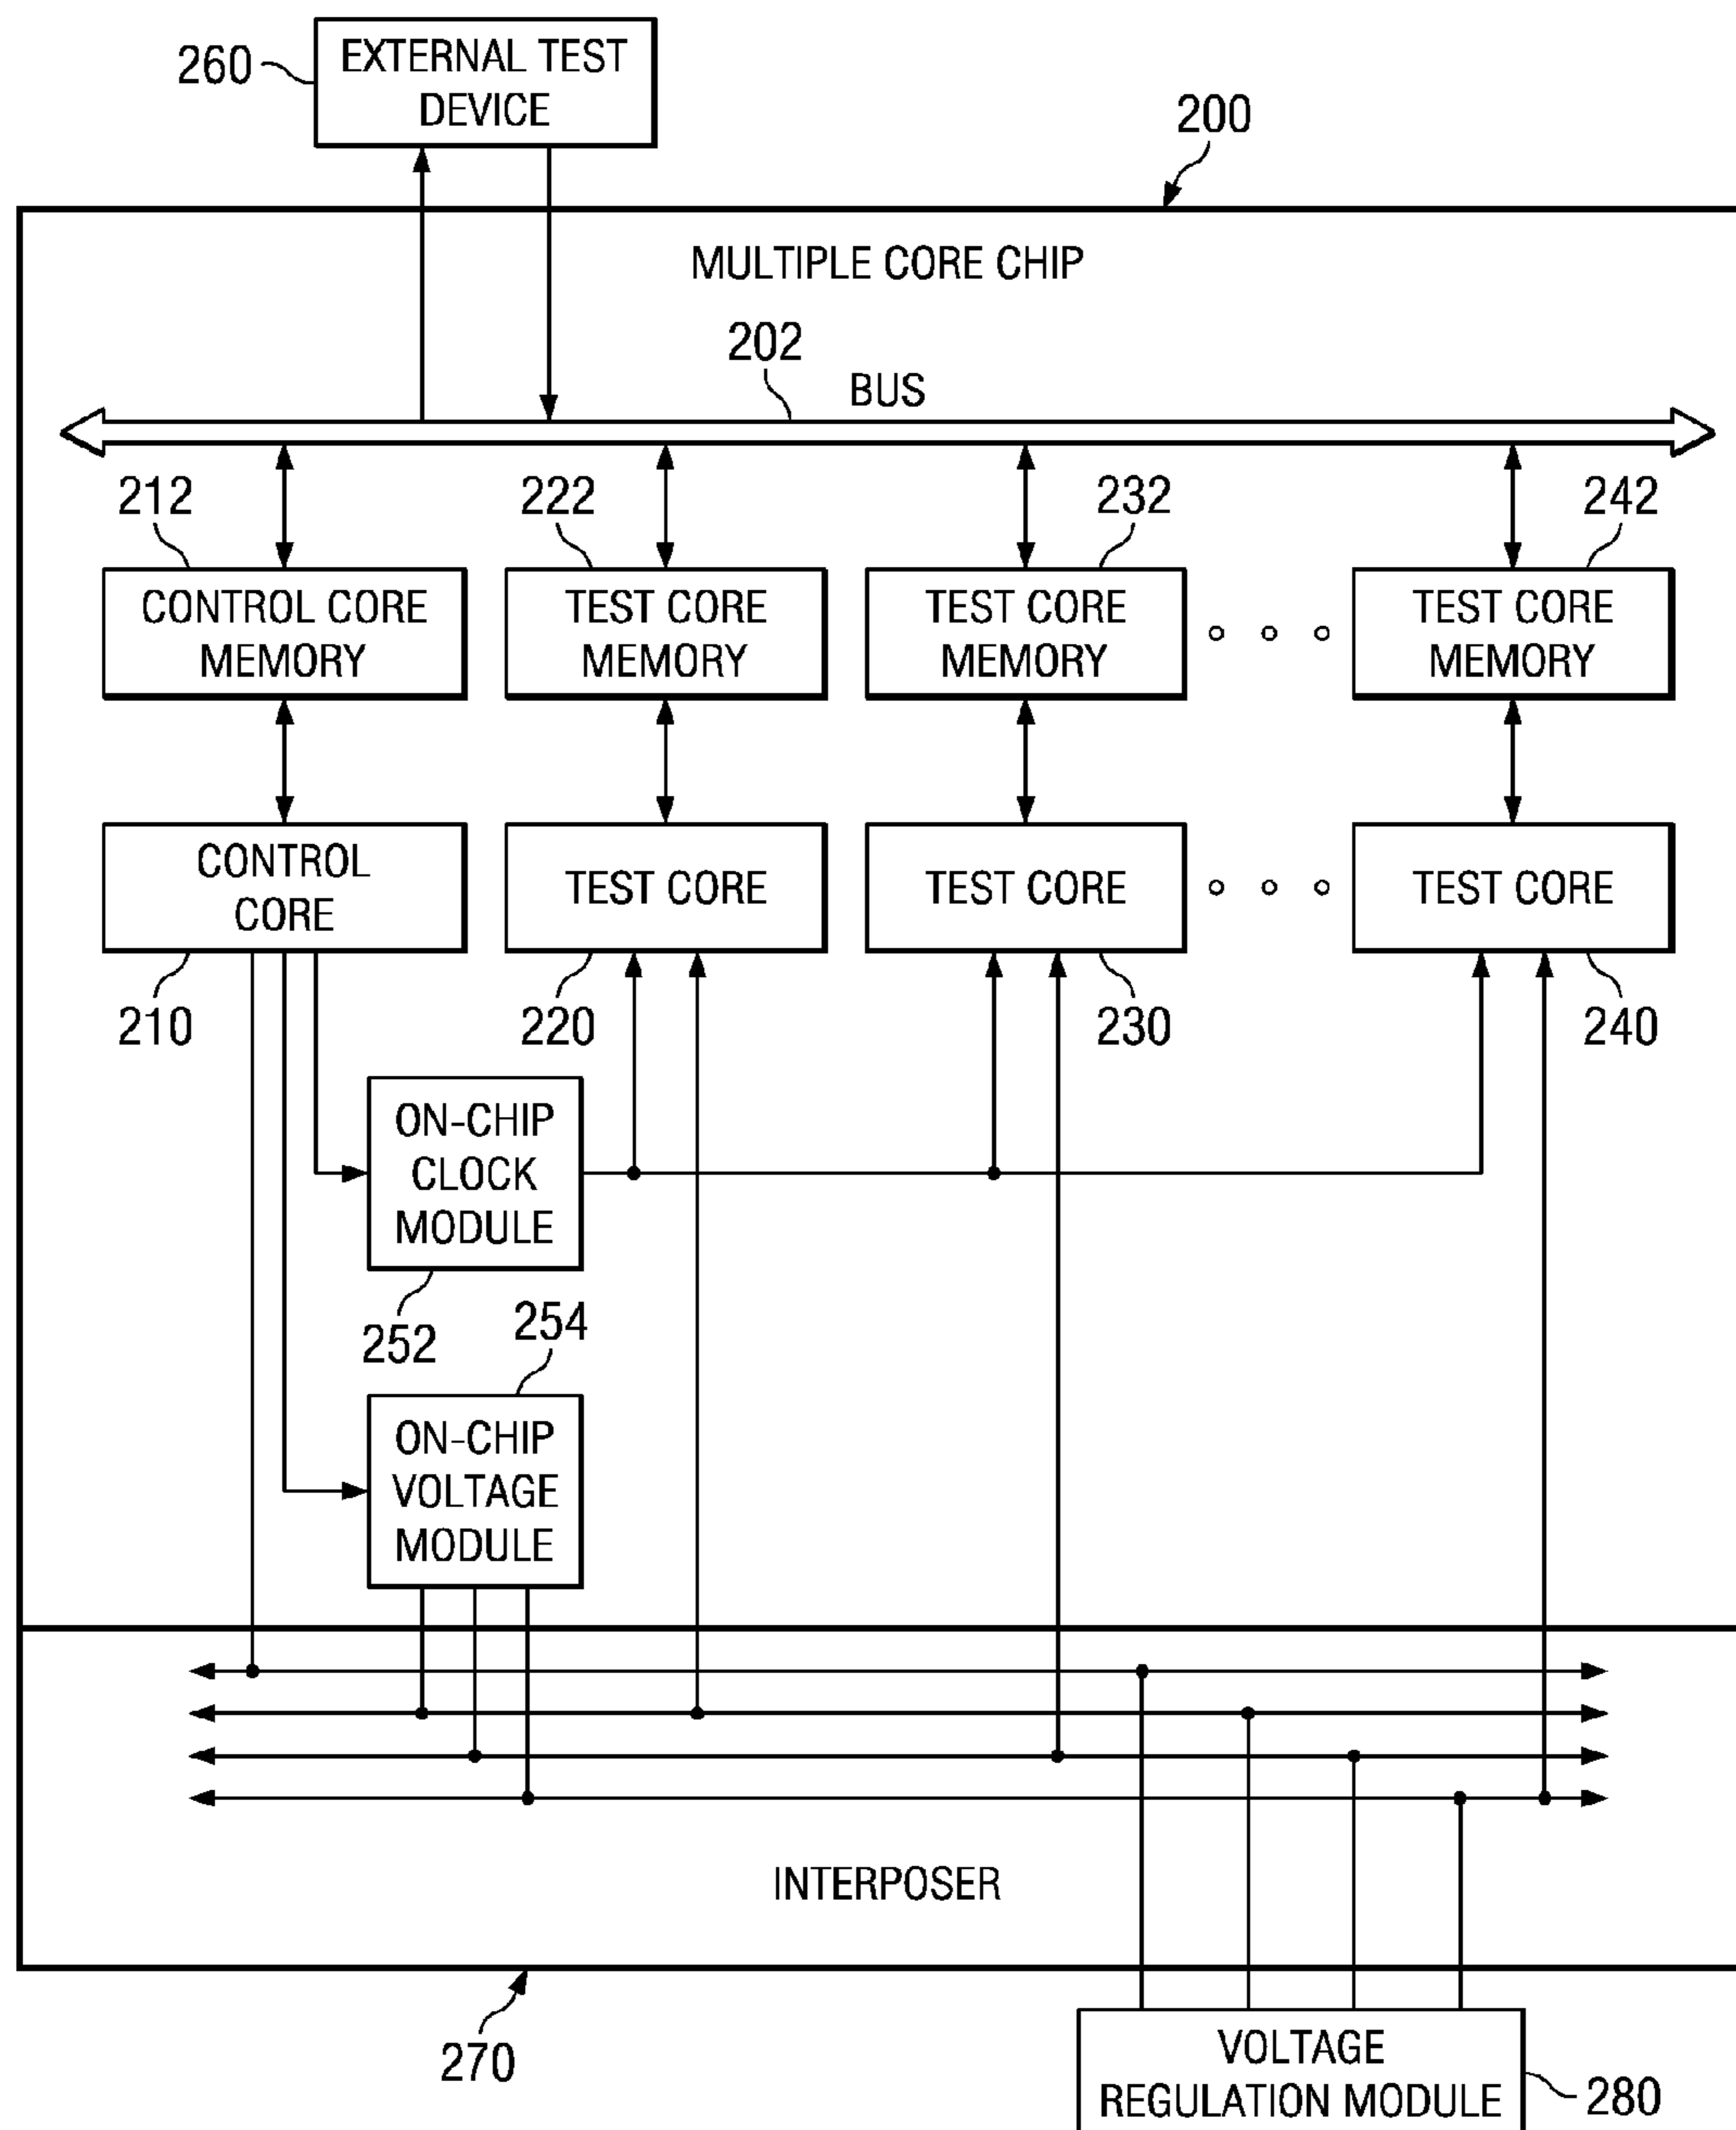 260
EXTERNAL TEST
DEVICE
200
MULTIPLE CORE CHIP
202
BUS
212
222
232
242
CONTROL CORE
MEMORY
TEST CORE
MEMORY
TEST CORE
MEMORY
TEST CORE
MEMORY
CONTROL
CORE
TEST CORE
TEST CORE
TEST CORE
210
220
230
240
ON-CHIP
CLOCK
MODULE
252
254
ON-CHIP
VOLTAGE
MODULE
INTERPOSER
270
VOLTAGE
REGULATION MODULE
280